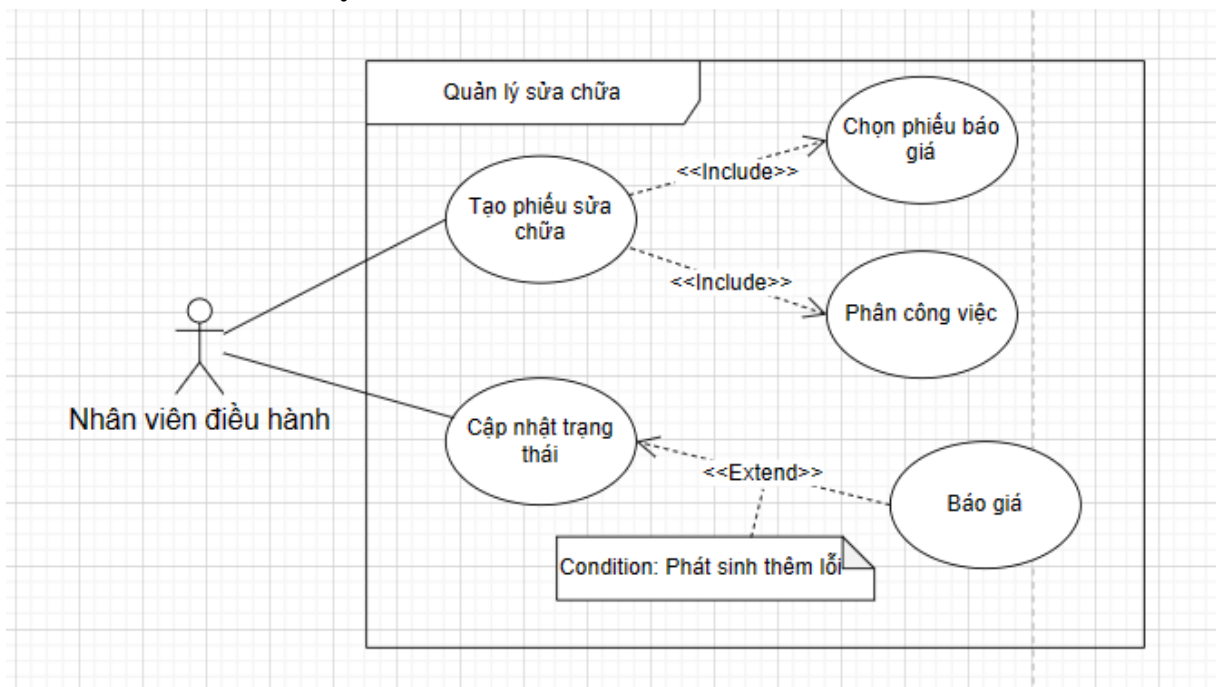 Quản lý sửa chữa
Chọn phiếu báo
giá
<<Include>>
Tạo phiếu sửa
chữa
<<Include>>
Phân công việc
Nhân viên điều hành
Cập nhật trạng
thái
<<Extend>>
Báo giá
Condition: Phát sinh thêm lỗi